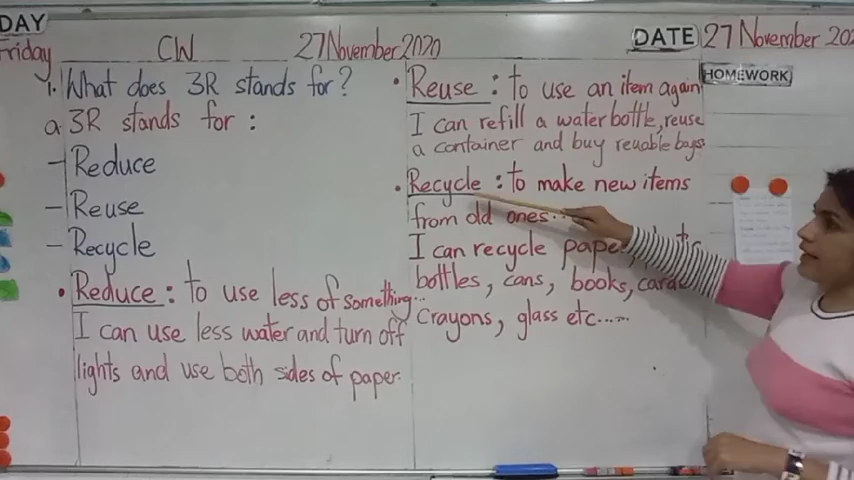 DAY
Friday
CW
27 November 2020
DATE
27 November 202
HOMEWORK
1. What does 3R stands for?
a 3R stands for :
- Reduce
- Reuse
- Recycle
• Reduce : to use less of something...
I can use less water and turn off
lights and use both sides of paper.
• Reuse : to use an item again
I can refill a water bottle, reuse
a container and buy reuable bags
• Recycle : to make new items
from old ones...
I can recycle pape
bottles, cans, books, card
crayons, glass etc......